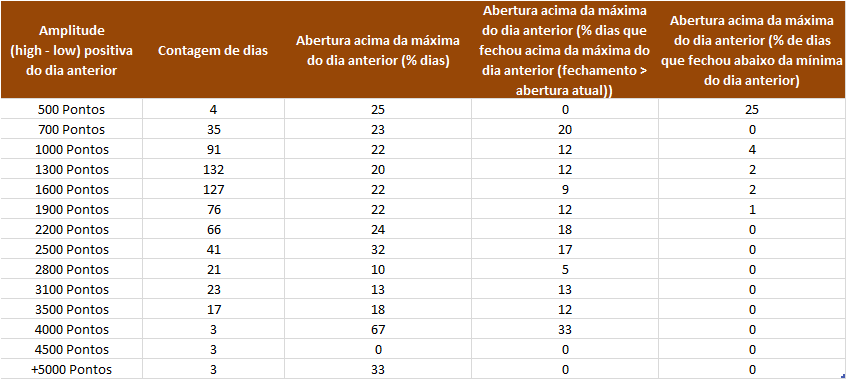 Amplitude
(high - low) positiva
do dia anterior
Contagem de dias
Abertura acima da máxima
do dia anterior (% dias)
Abertura acima da máxima
do dia anterior (% dias que
fechou acima da máxima do
dia anterior (fechamento >
abertura atual))
Abertura acima da máxima
do dia anterior (% de dias
que fechou abaixo da mínima
do dia anterior)
500 Pontos 4 25 0 25
700 Pontos 35 23 20 0
1000 Pontos 91 22 12 4
1300 Pontos 132 20 12 2
1600 Pontos 127 22 9 2
1900 Pontos 76 22 12 1
2200 Pontos 66 24 18 0
2500 Pontos 41 32 17 0
2800 Pontos 21 10 5 0
3100 Pontos 23 13 13 0
3500 Pontos 17 18 12 0
4000 Pontos 3 67 33 0
4500 Pontos 3 0 0 0
+5000 Pontos 3 33 0 0